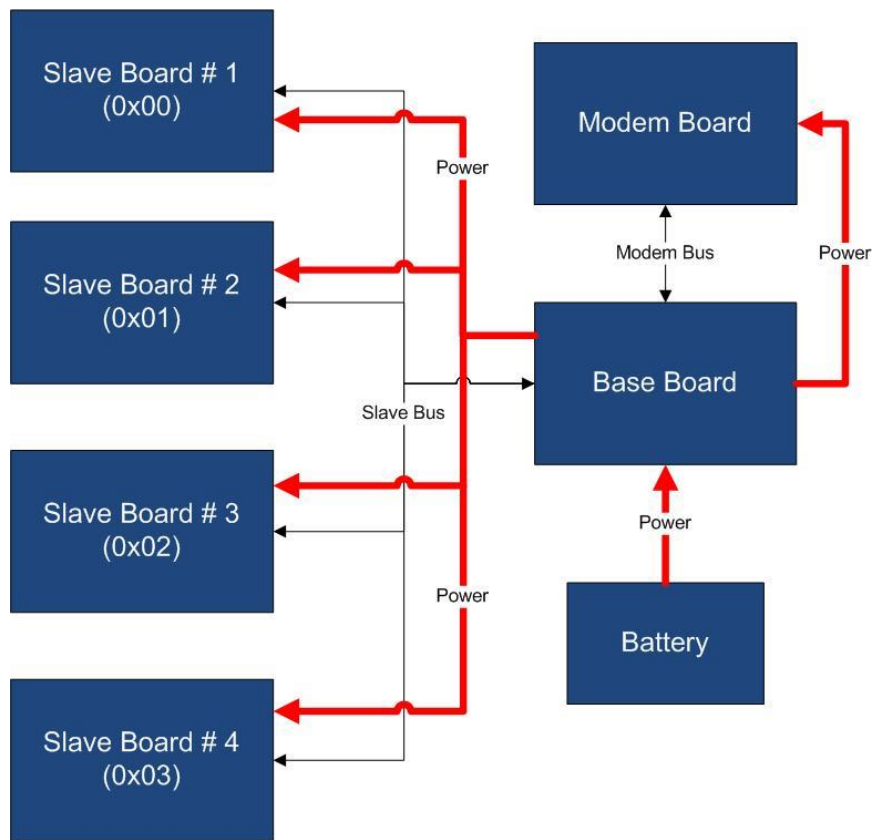 Slave Board # 1
(0x00)
Modem Board
Power
Slave Board # 2
(0x01)
Modem Bus
Power
Base Board
Slave Bus
Slave Board # 3
(0x02)
Power
Power
Battery
Slave Board # 4
(0x03)